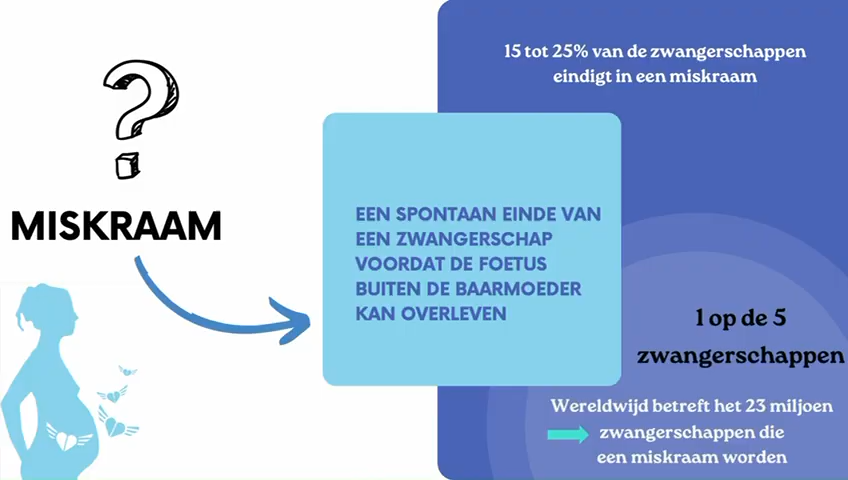 ?
MISKRAAM
EEN SPONTAAN EINDE VAN
EEN ZWANGERSCHAP
VOORDAT DE FOETUS
BUITEN DE BAARMOEDER
KAN OVERLEVEN
15 tot 25% van de zwangerschappen
eindigt in een miskraam
1 op de 5
zwangerschappen
Wereldwijd betreft het 23 miljoen
zwangerschappen die
een miskraam worden